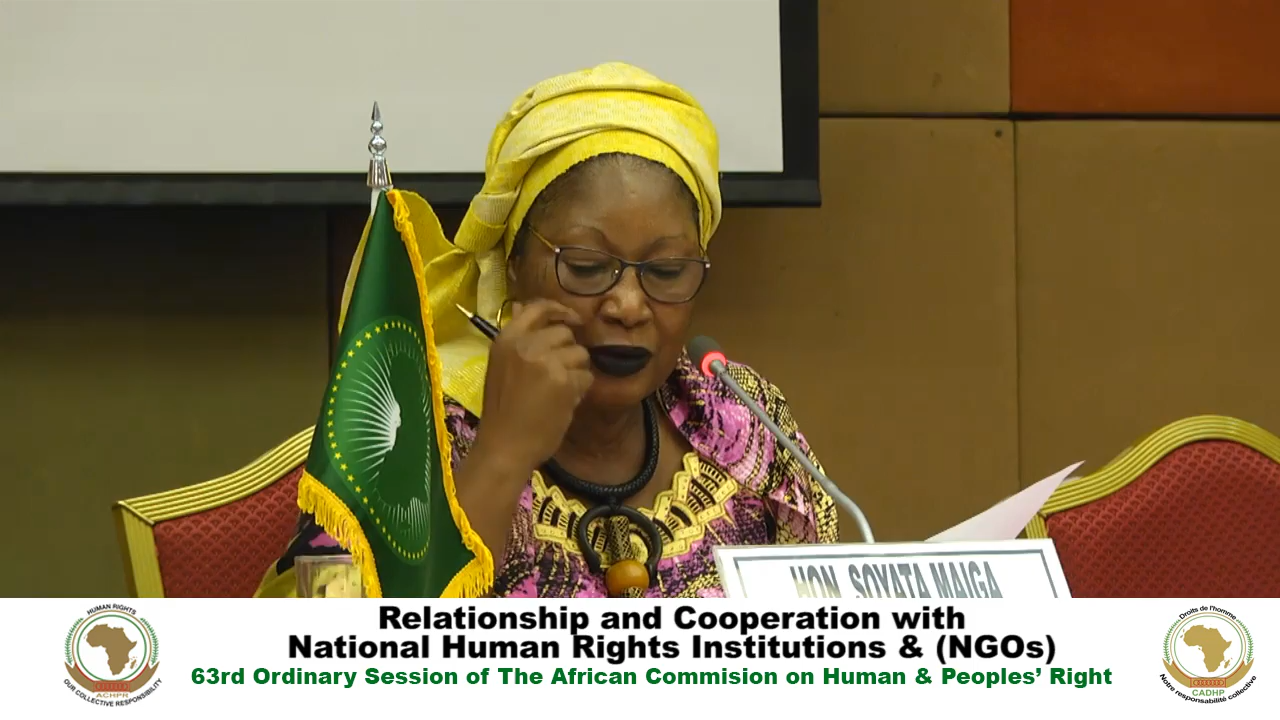 HON. SOYATA MAIGA
HUMAN RIGHTS
ACHPR
OUR COLLECTIVE RESPONSIBILITY
Relationship and Cooperation with
National Human Rights Institutions & (NGOs)
63rd Ordinary Session of The African Commision on Human & Peoples’ Right
Droits de l'homme
CADHP
Notre responsabilité collective